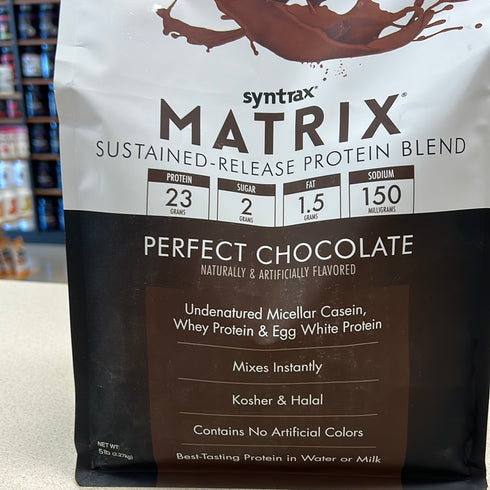 syntrax®
MATRIX®
SUSTAINED-RELEASE PROTEIN BLEND
PROTEIN
23
GRAMS
SUGAR
2
GRAMS
FAT
1.5
GRAMS
SODIUM
150
MILLIGRAMS
PERFECT CHOCOLATE
NATURALLY & ARTIFICIALLY FLAVORED
Undenatured Micellar Casein,
Whey Protein & Egg White Protein
Mixes Instantly
Kosher & Halal
Contains No Artificial Colors
Best-Tasting Protein in Water or Milk
NET WT:
5 lb (2.27kg)